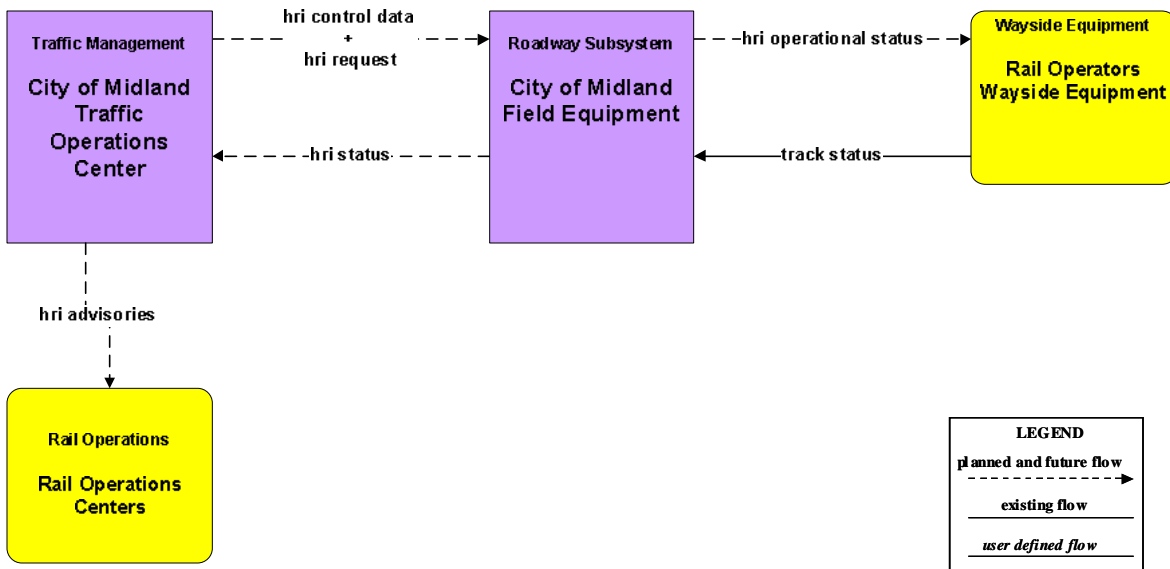 Traffic Management
City of Midland
Traffic
Operations
Center
hri control data
+
hri request
Roadway Subsystem
City of Midland
Field Equipment
hri operational status
Wayside Equipment
Rail Operators
Wayside Equipment
hri status
track status
hri advisories
Rail Operations
Rail Operations
Centers
LEGEND
planned and future flow
existing flow
user defined flow